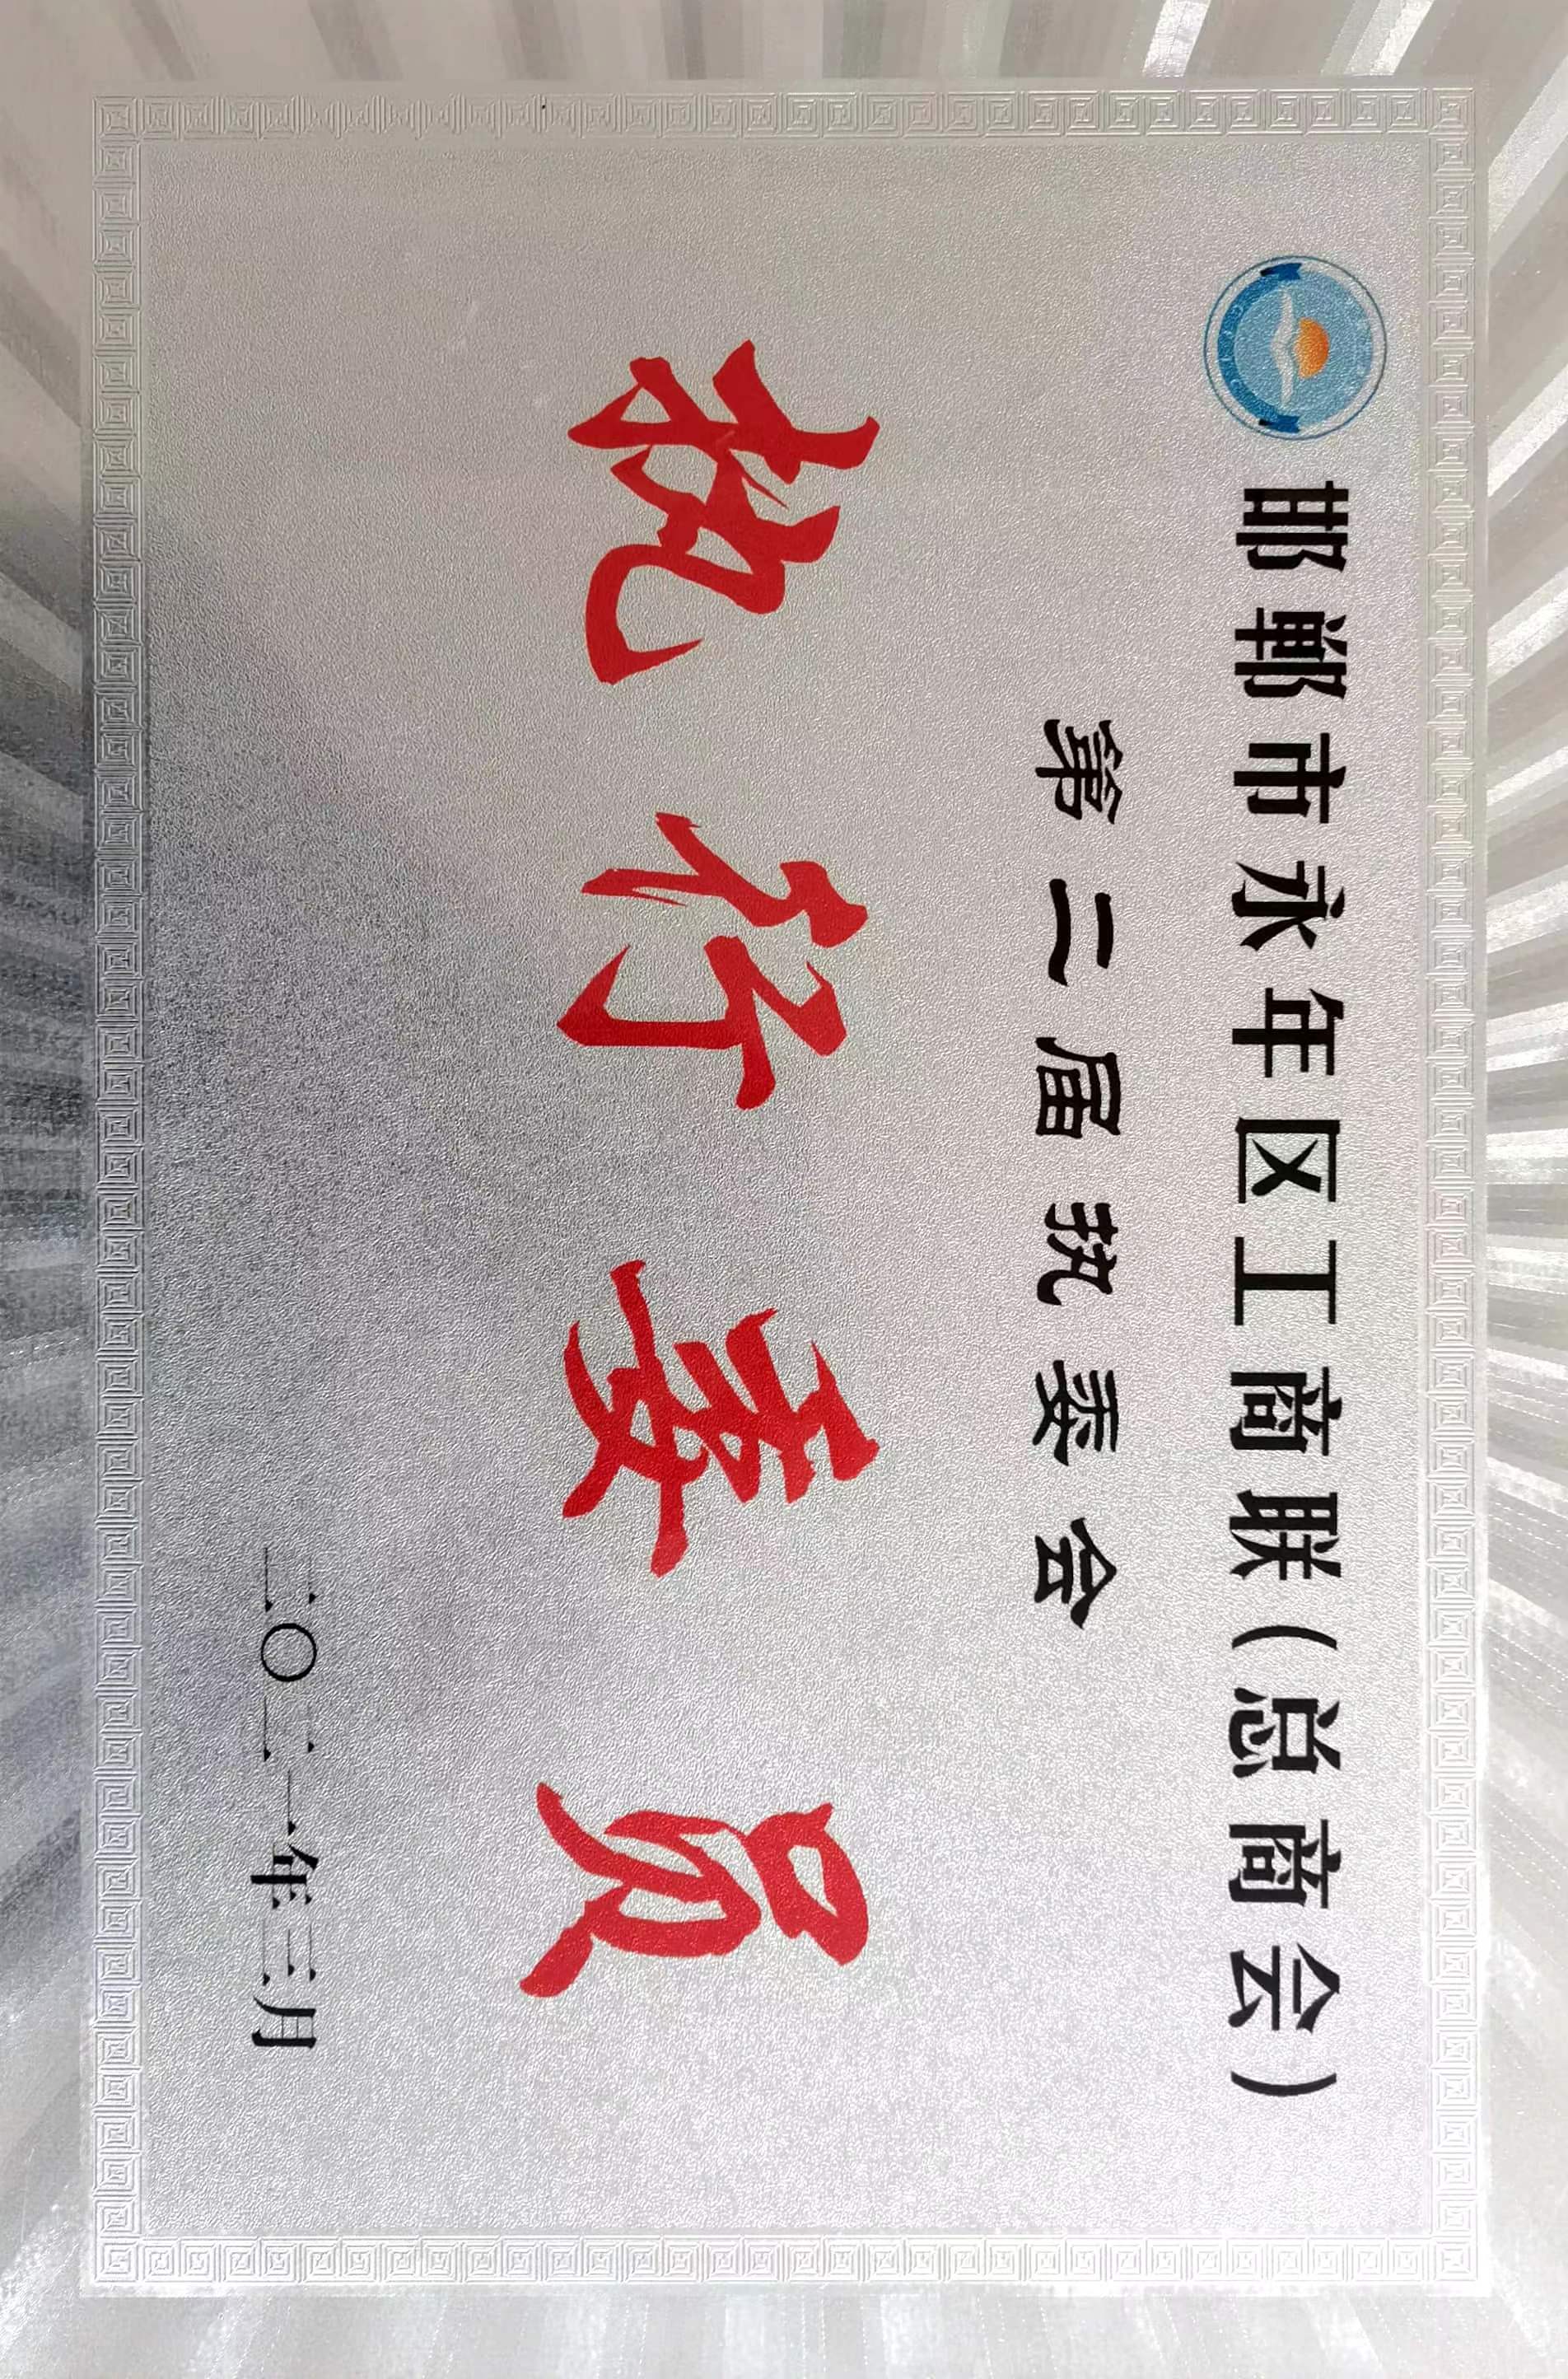 邯郸市永年区工商联(总商会)
第二届执委会
执行委员
二〇二一年三月